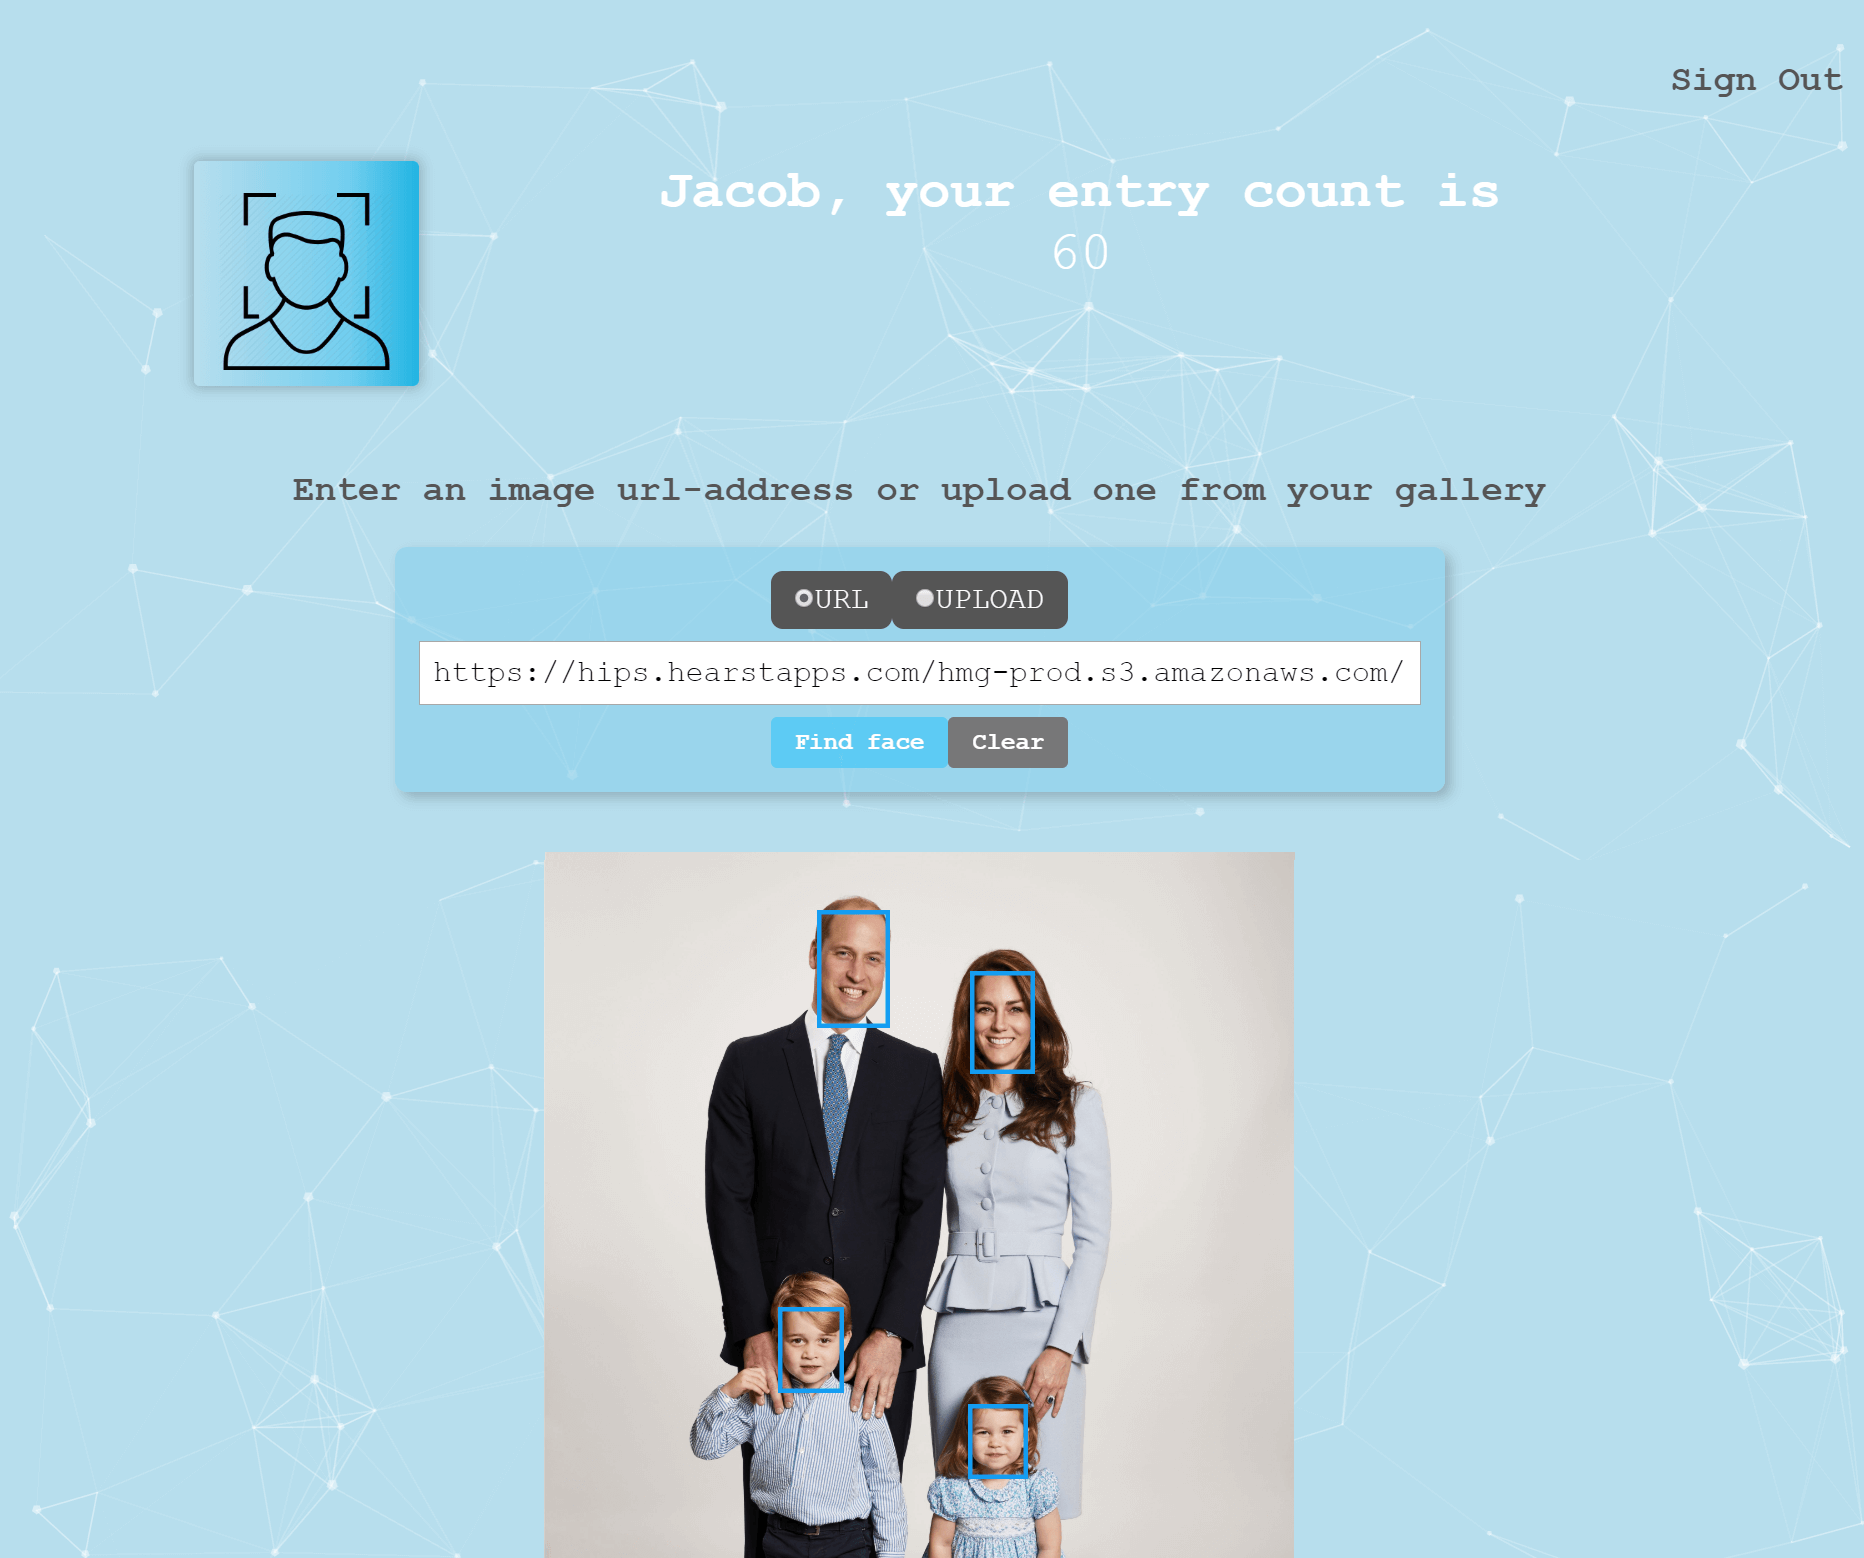 Sign Out
Jacob, your entry count is
60
Enter an image url-address or upload one from your gallery
URL UPLOAD
https://hips.hearstapps.com/hmg-prod.s3.amazonaws.com/
Find face Clear